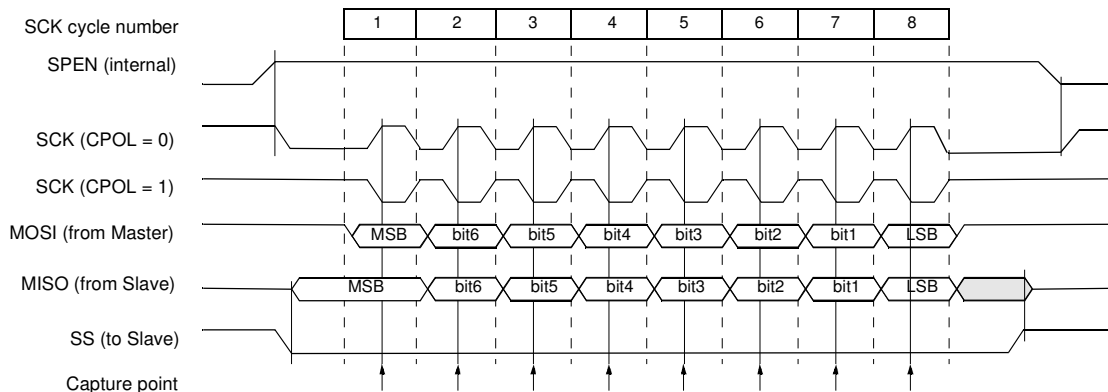 SCK cycle number 1 2 3 4 5 6 7 8
SPEN (internal)
SCK (CPOL = 0)
SCK (CPOL = 1)
MOSI (from Master) MSB bit6 bit5 bit4 bit3 bit2 bit1 LSB
MISO (from Slave) MSB bit6 bit5 bit4 bit3 bit2 bit1 LSB
SS (to Slave)
Capture point